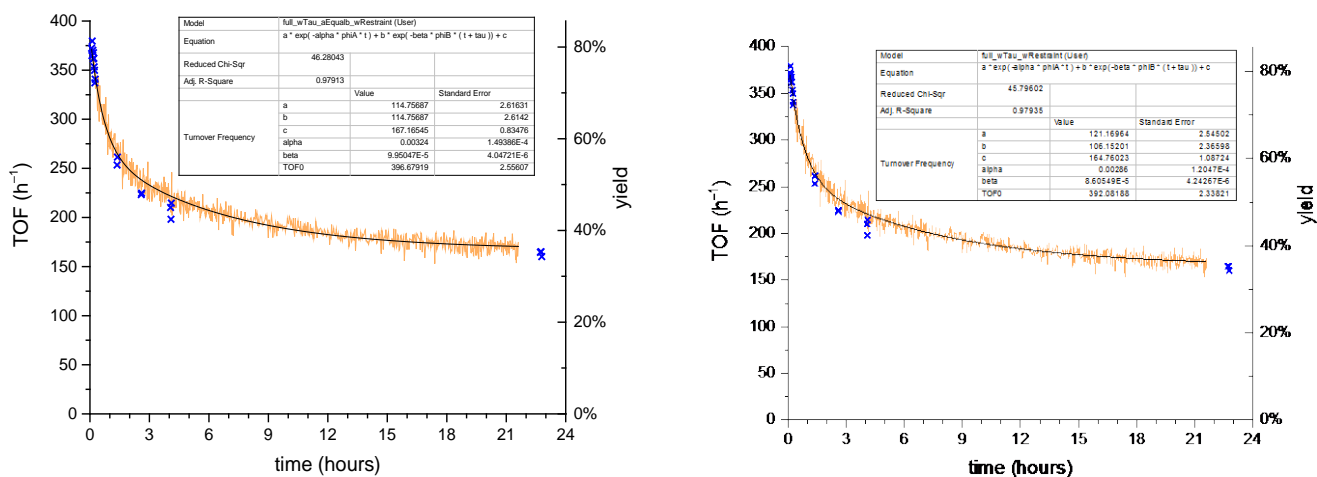 400
350
300
250
200
150
100
50
0
TOF (h⁻¹)
0 3 6 9 12 15 18 21 24
time (hours)
80%
60%
40%
20%
0%
yield
Model full_wTau_aEqualb_wRestraint (User)
Equation a * exp( -alpha * phiA * t ) + b * exp( -beta * phiB * ( t + tau )) + c
Reduced Chi-Sqr 46.28043
Adj. R-Square 0.97913
Value Standard Error
Turnover Frequency
a 114.75687 2.61631
b 114.75687 2.6142
c 167.16545 0.83476
alpha 0.00324 1.49386E-4
beta 9.95047E-5 4.04721E-6
TOF0 396.67919 2.55607
400
350
300
250
200
150
100
50
0
TOF (h⁻¹)
0 3 6 9 12 15 18 21 24
time (hours)
80%
60%
40%
20%
0%
yield
Model full_wTau_wRestraint (User)
Equation a * exp( -alpha * phiA * t ) + b * exp( -beta * phiB * ( t + tau )) + c
Reduced Chi-Sqr 45.79602
Adj. R-Square 0.97935
Value Standard Error
Turnover Frequency
a 121.16964 2.54502
b 106.15201 2.36598
c 164.76023 1.08724
alpha 0.00286 1.2047E-4
beta 8.60549E-5 4.24267E-6
TOF0 392.08188 2.33821